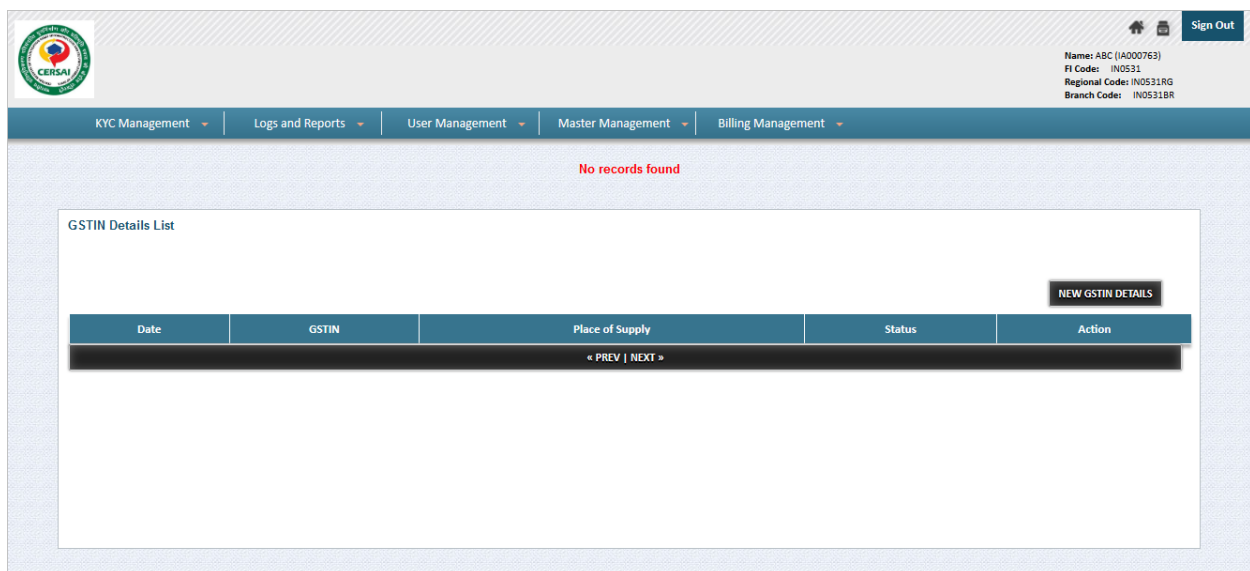 CERSAI
Sign Out
Name: ABC (IA000763)
FI Code: IN0531
Regional Code: IN0531RG
Branch Code: IN0531BR
KYC Management Logs and Reports User Management Master Management Billing Management
No records found
GSTIN Details List
NEW GSTIN DETAILS
Date GSTIN Place of Supply Status Action
« PREV | NEXT »